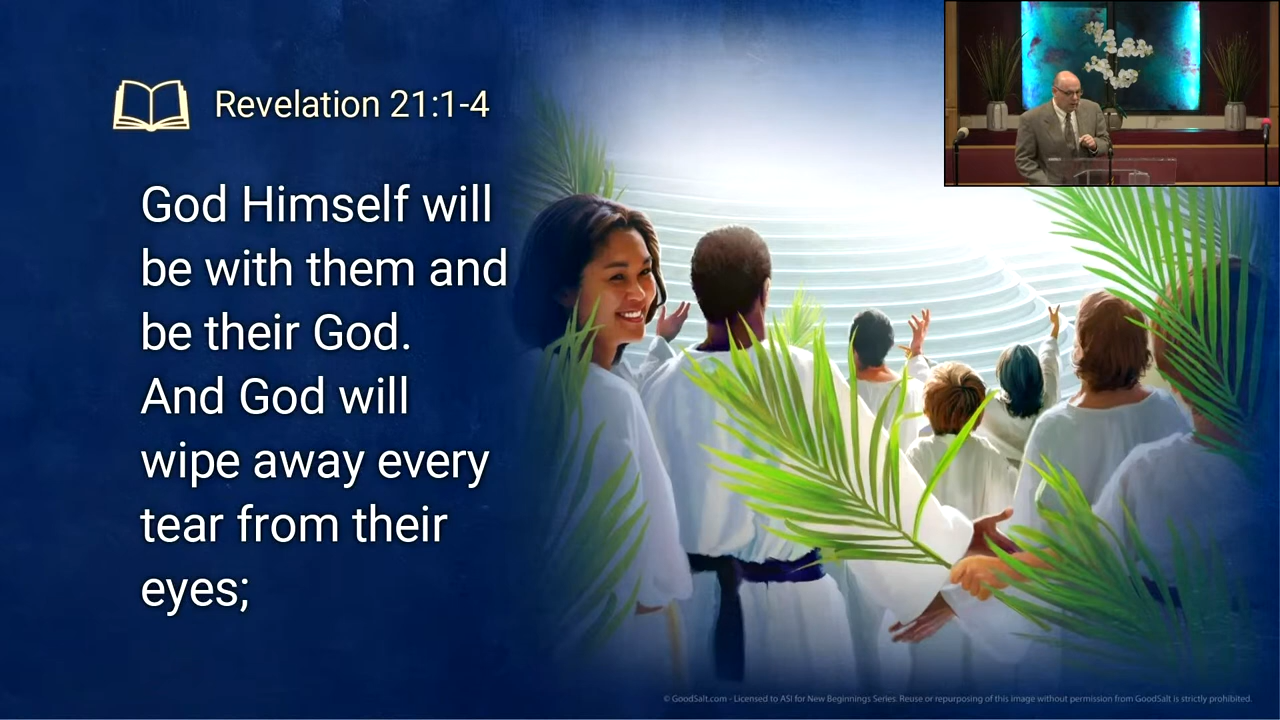 Revelation 21:1-4
God Himself will
be with them and
be their God.
And God will
wipe away every
tear from their
eyes;
© GoodSalt.com - Licensed to ASI for New Beginnings Series. Reuse or repurposing of this image without permission from GoodSalt is strictly prohibited.